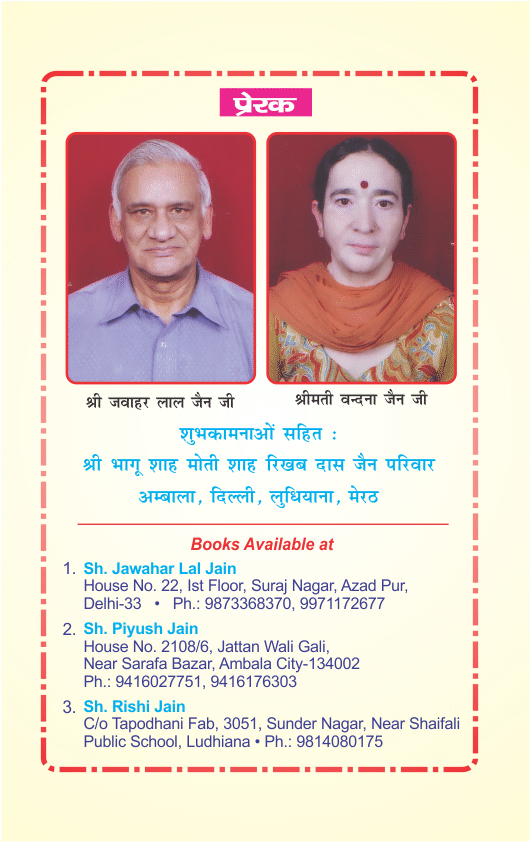 प्रेरक
श्री जवाहर लाल जैन जी
श्रीमती वन्दना जैन जी
शुभकामनाओं सहित :
श्री भागू शाह मोती शाह रिखब दास जैन परिवार
अम्बाला, दिल्ली, लुधियाना, मेरठ
Books Available at
1. Sh. Jawahar Lal Jain
House No. 22, Ist Floor, Suraj Nagar, Azad Pur,
Delhi-33 • Ph.: 9873368370, 9971172677
2. Sh. Piyush Jain
House No. 2108/6, Jattan Wali Gali,
Near Sarafa Bazar, Ambala City-134002
Ph.: 9416027751, 9416176303
3. Sh. Rishi Jain
C/o Tapodhani Fab, 3051, Sunder Nagar, Near Shaifali
Public School, Ludhiana • Ph.: 9814080175